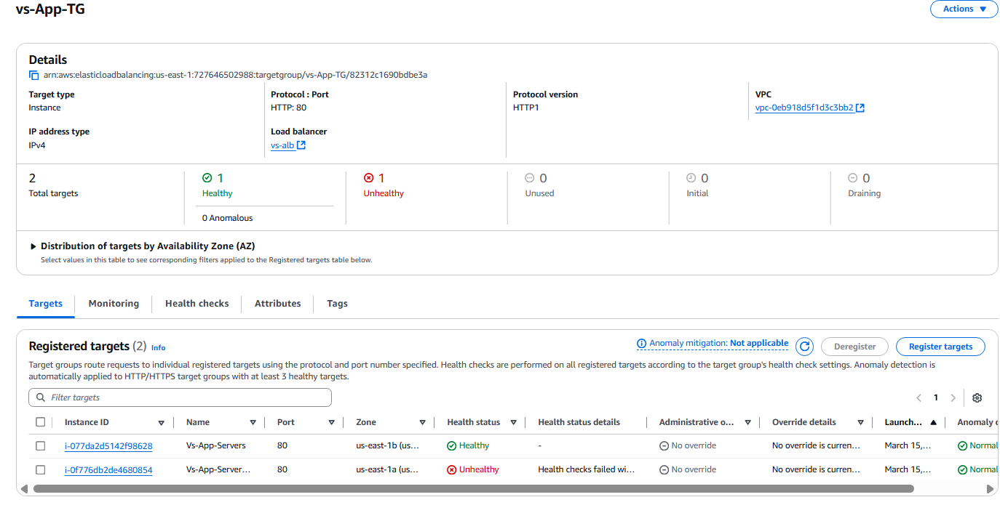 vs-App-TG
Actions
Details
arn:aws:elasticloadbalancing:us-east-1:727646502988:targetgroup/vs-App-TG/82312c1690bdbe3a
Target type
Instance
Protocol : Port
HTTP: 80
Protocol version
HTTP1
VPC
vpc-0eb918d5f1d3c3bb2
IP address type
IPv4
Load balancer
vs-alb
2
Total targets
1
Healthy
0 Anomalous
1
Unhealthy
0
Unused
0
Initial
0
Draining
Distribution of targets by Availability Zone (AZ)
Select values in this table to see corresponding filters applied to the Registered targets table below.
Targets Monitoring Health checks Attributes Tags
Registered targets (2) Info
Anomaly mitigation: Not applicable
Deregister
Register targets
Target groups route requests to individual registered targets using the protocol and port number specified. Health checks are performed on all registered targets according to the target group's health check settings. Anomaly detection is
automatically applied to HTTP/HTTPS target groups with at least 3 healthy targets.
Filter targets
1
Instance ID Name Port Zone Health status Health status details Administrative o... Override details Launch... Anomaly d
i-077da2d5142f98628 Vs-App-Servers 80 us-east-1b (us... Healthy - No override No override is curren... March 15,... Normal
i-0f776db2de4680854 Vs-App-Server... 80 us-east-1a (us... Unhealthy Health checks failed wi... No override No override is curren... March 15,... Normal